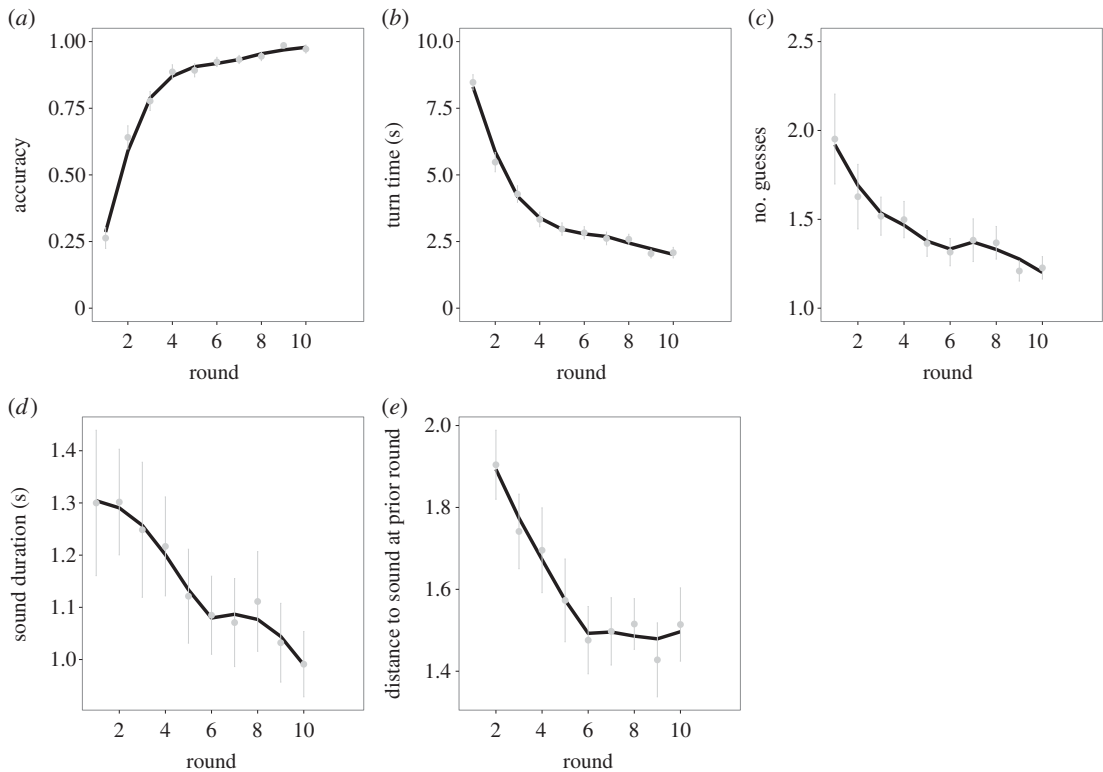 (a)
1.00
0.75
0.50
0.25
0
accuracy
2 4 6 8 10
round
(b)
10.0
7.5
5.0
2.5
0
turn time (s)
2 4 6 8 10
round
(c)
2.5
2.0
1.5
1.0
no. guesses
2 4 6 8 10
round
(d)
1.4
1.3
1.2
1.1
1.0
sound duration (s)
2 4 6 8 10
round
(e)
2.0
1.8
1.6
1.4
distance to sound at prior round
2 4 6 8 10
round